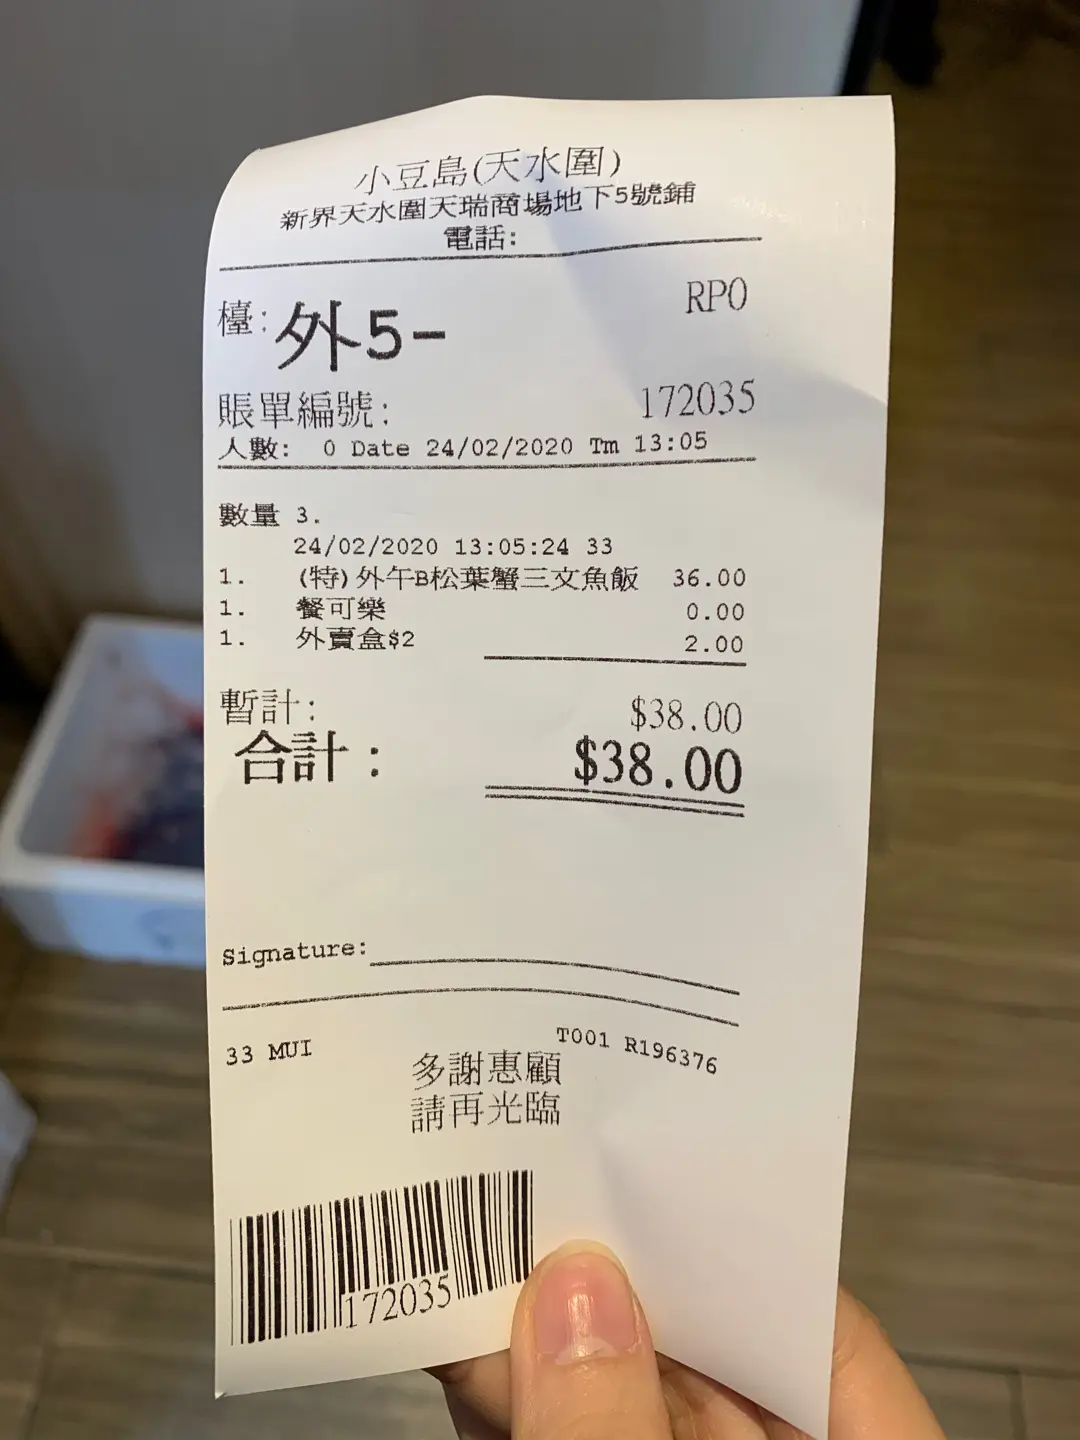 小豆島(天水圍)
新界天水圍天瑞商場地下5號鋪
電話:
RP0
檯: 外5-
賬單編號: 172035
人數: 0 Date 24/02/2020 Tm 13:05
數量 3.
24/02/2020 13:05:24 33
1. (特)外午B松葉蟹三文魚飯 36.00
1. 餐可樂 0.00
1. 外賣盒$2 2.00
暫計: $38.00
合計: $38.00
Signature:
33 MUI T001 R196376
多謝惠顧
請再光臨
172035